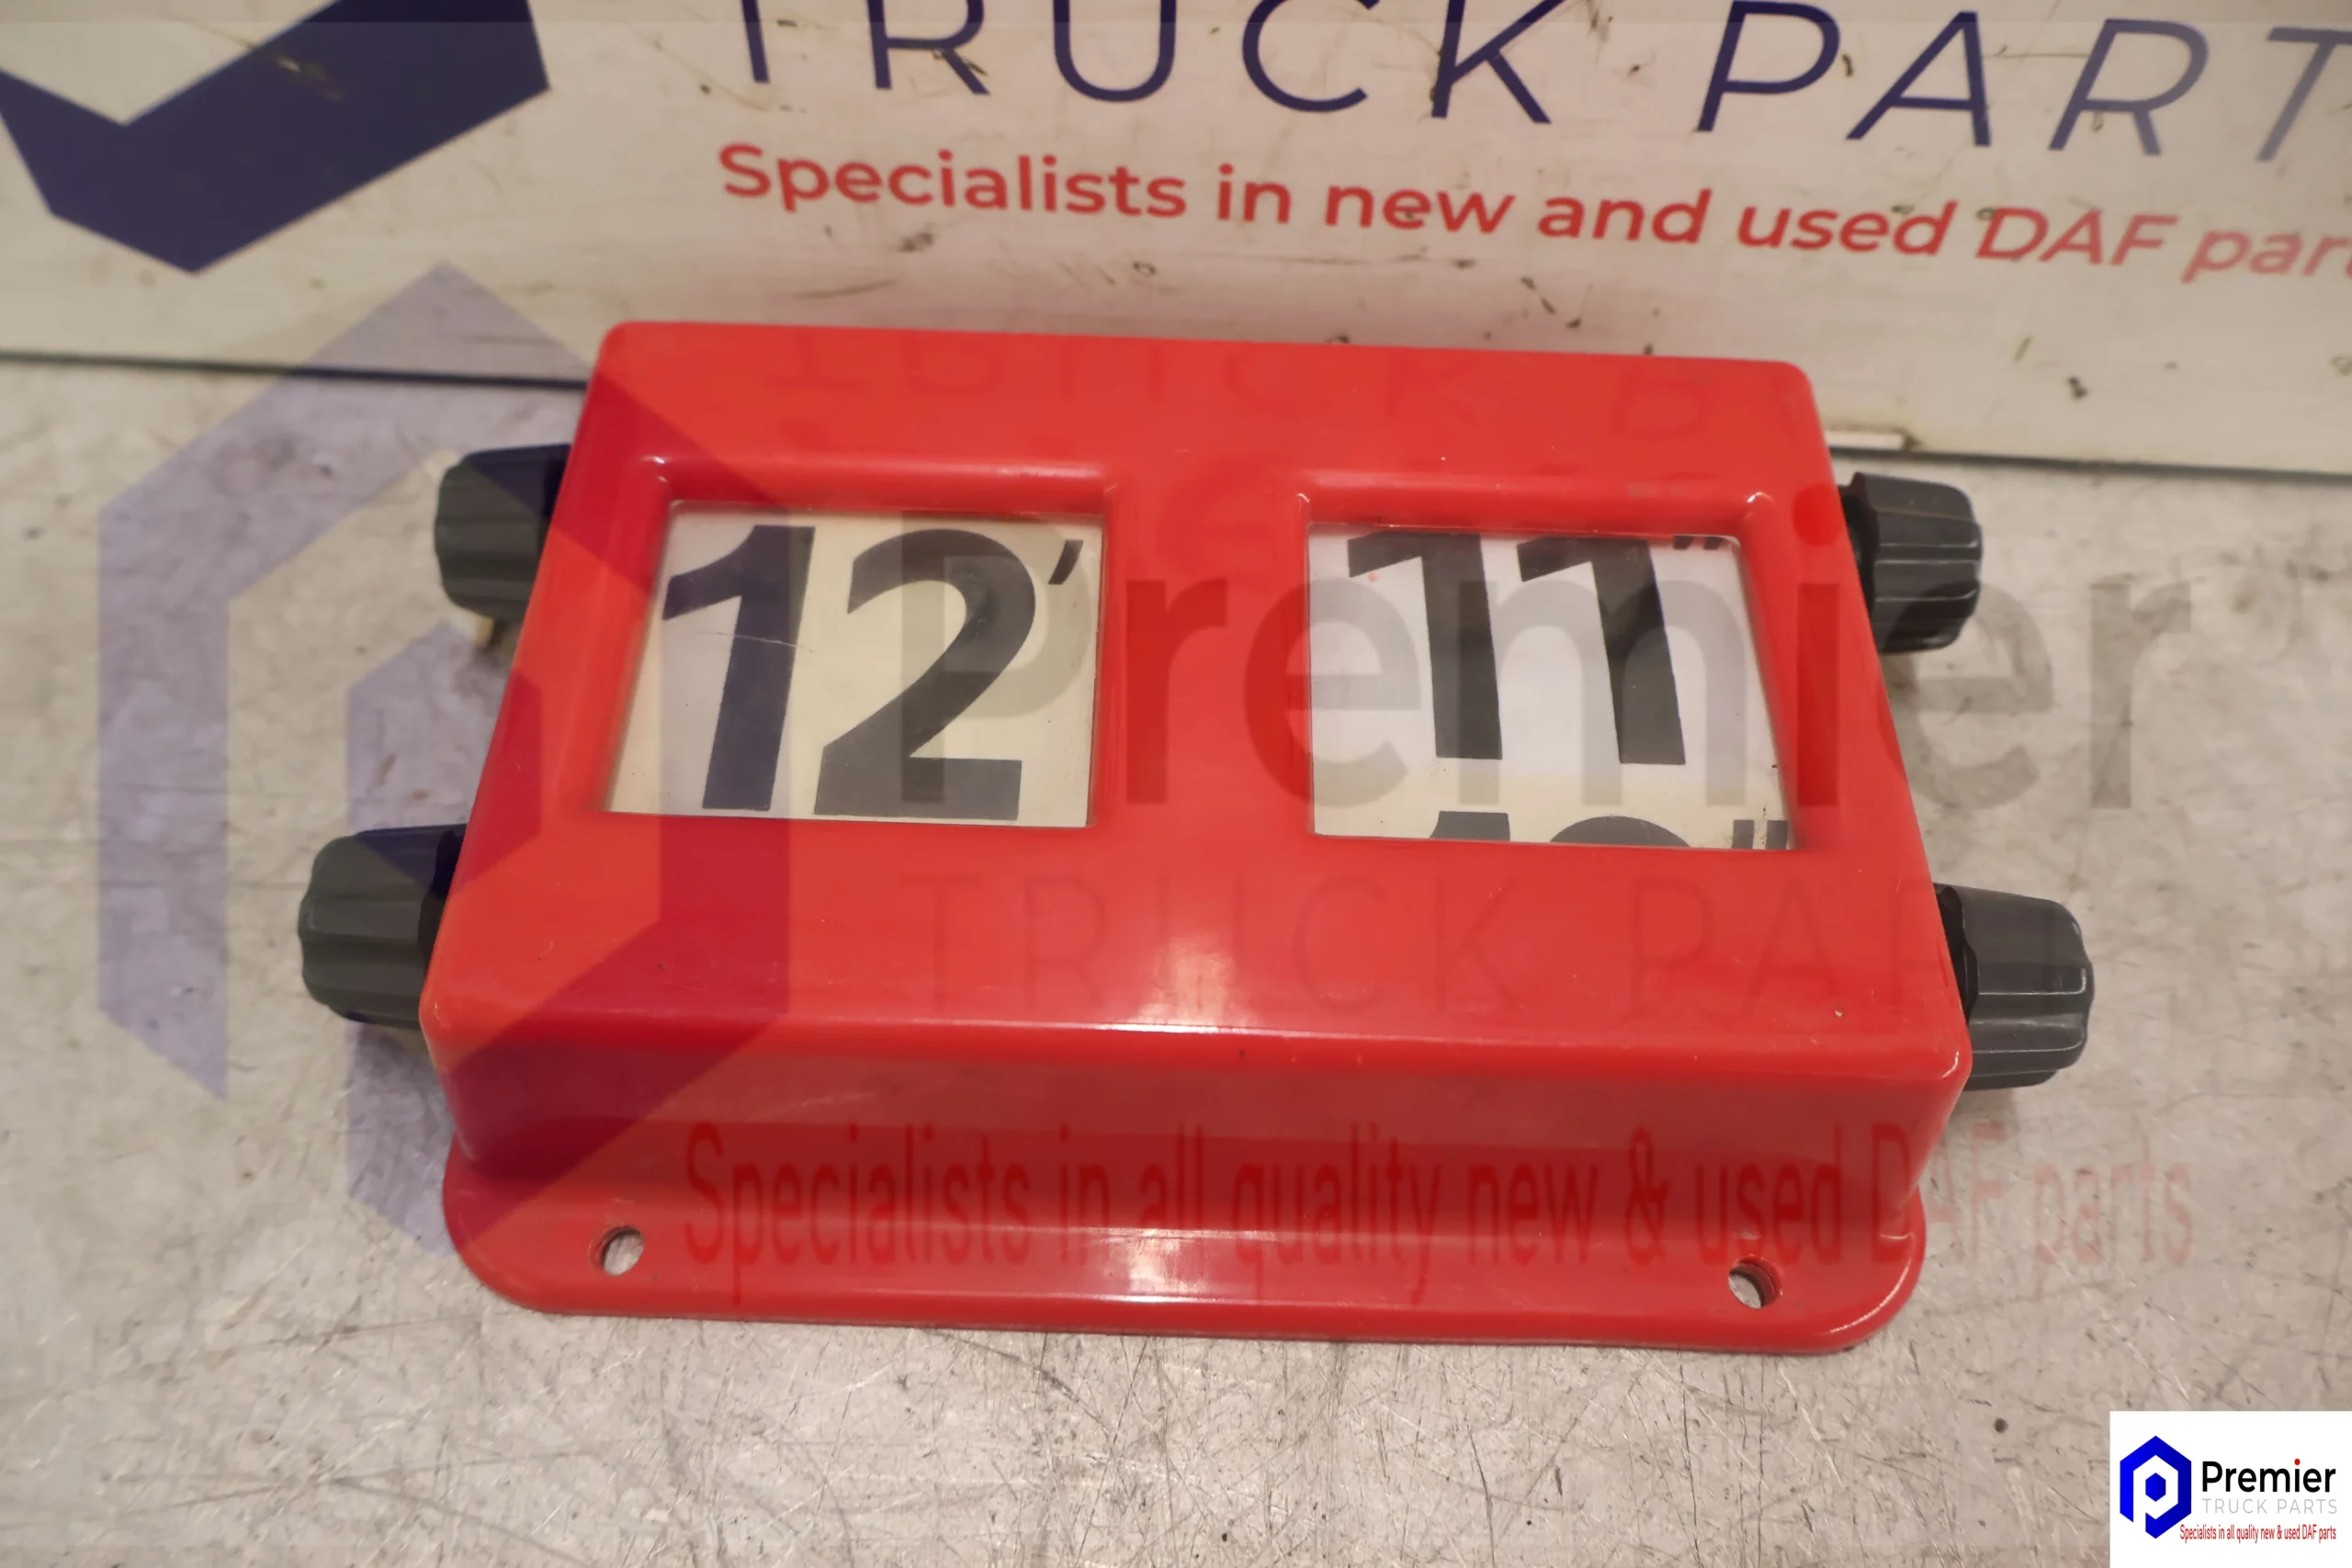 TRUCK PART
Specialists in new and used DAF part
12' 11"
Premier
TRUCK PAR
Specialists in all quality new & used DAF parts
Premier
TRUCK PARTS
Specialists in all quality new & used DAF parts